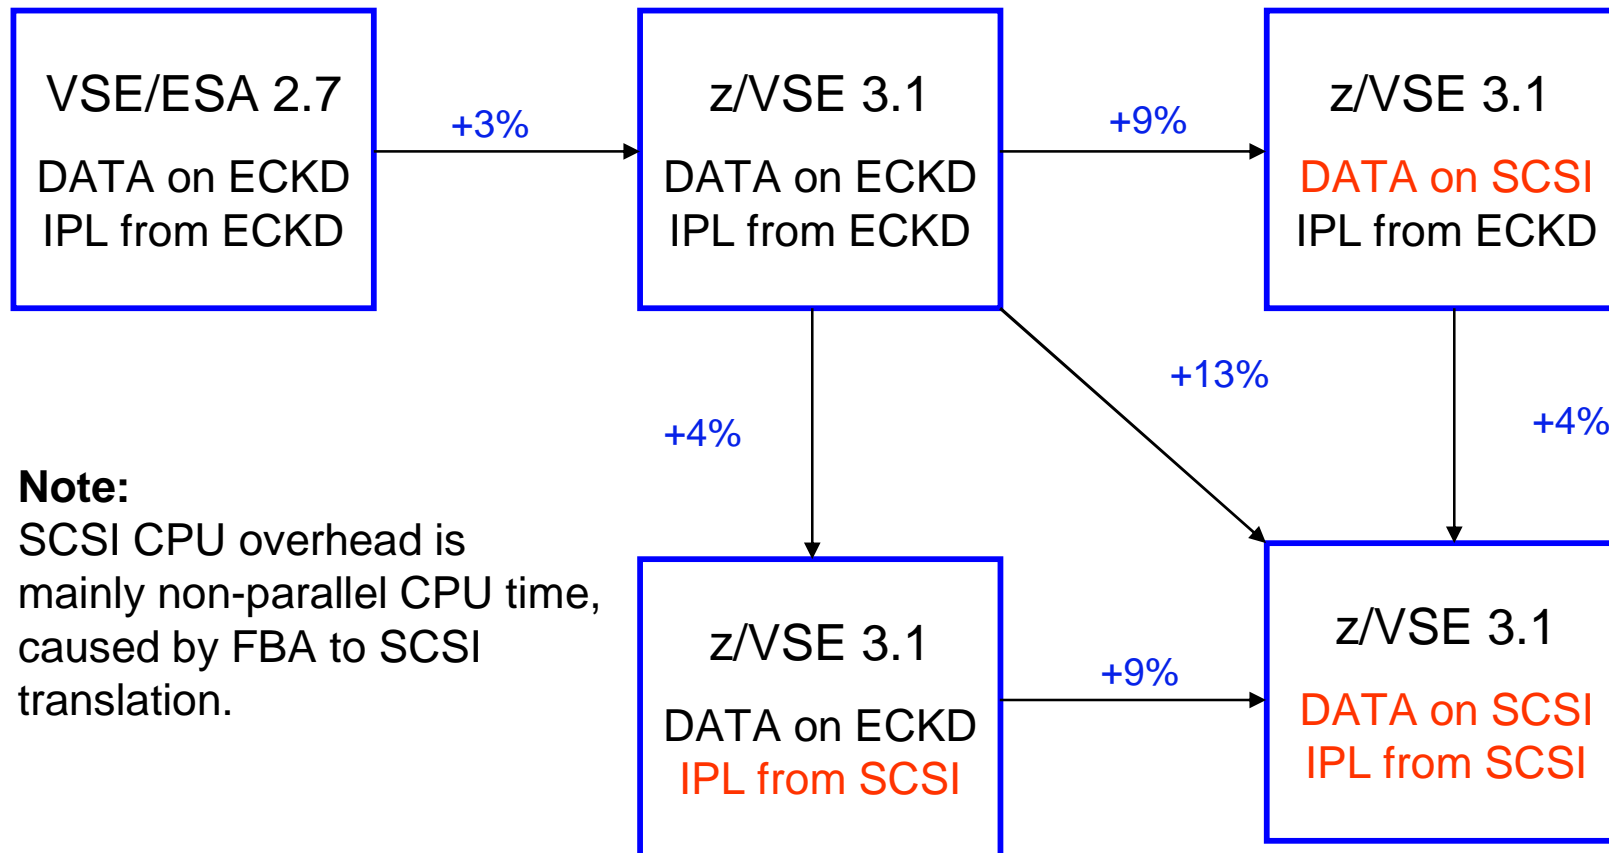 VSE/ESA 2.7
DATA on ECKD
IPL from ECKD
+3%
z/VSE 3.1
DATA on ECKD
IPL from ECKD
+9%
z/VSE 3.1
DATA on SCSI
IPL from ECKD
+4%
+13%
+4%
Note:
SCSI CPU overhead is
mainly non-parallel CPU time,
caused by FBA to SCSI
translation.
z/VSE 3.1
DATA on ECKD
IPL from SCSI
+9%
z/VSE 3.1
DATA on SCSI
IPL from SCSI